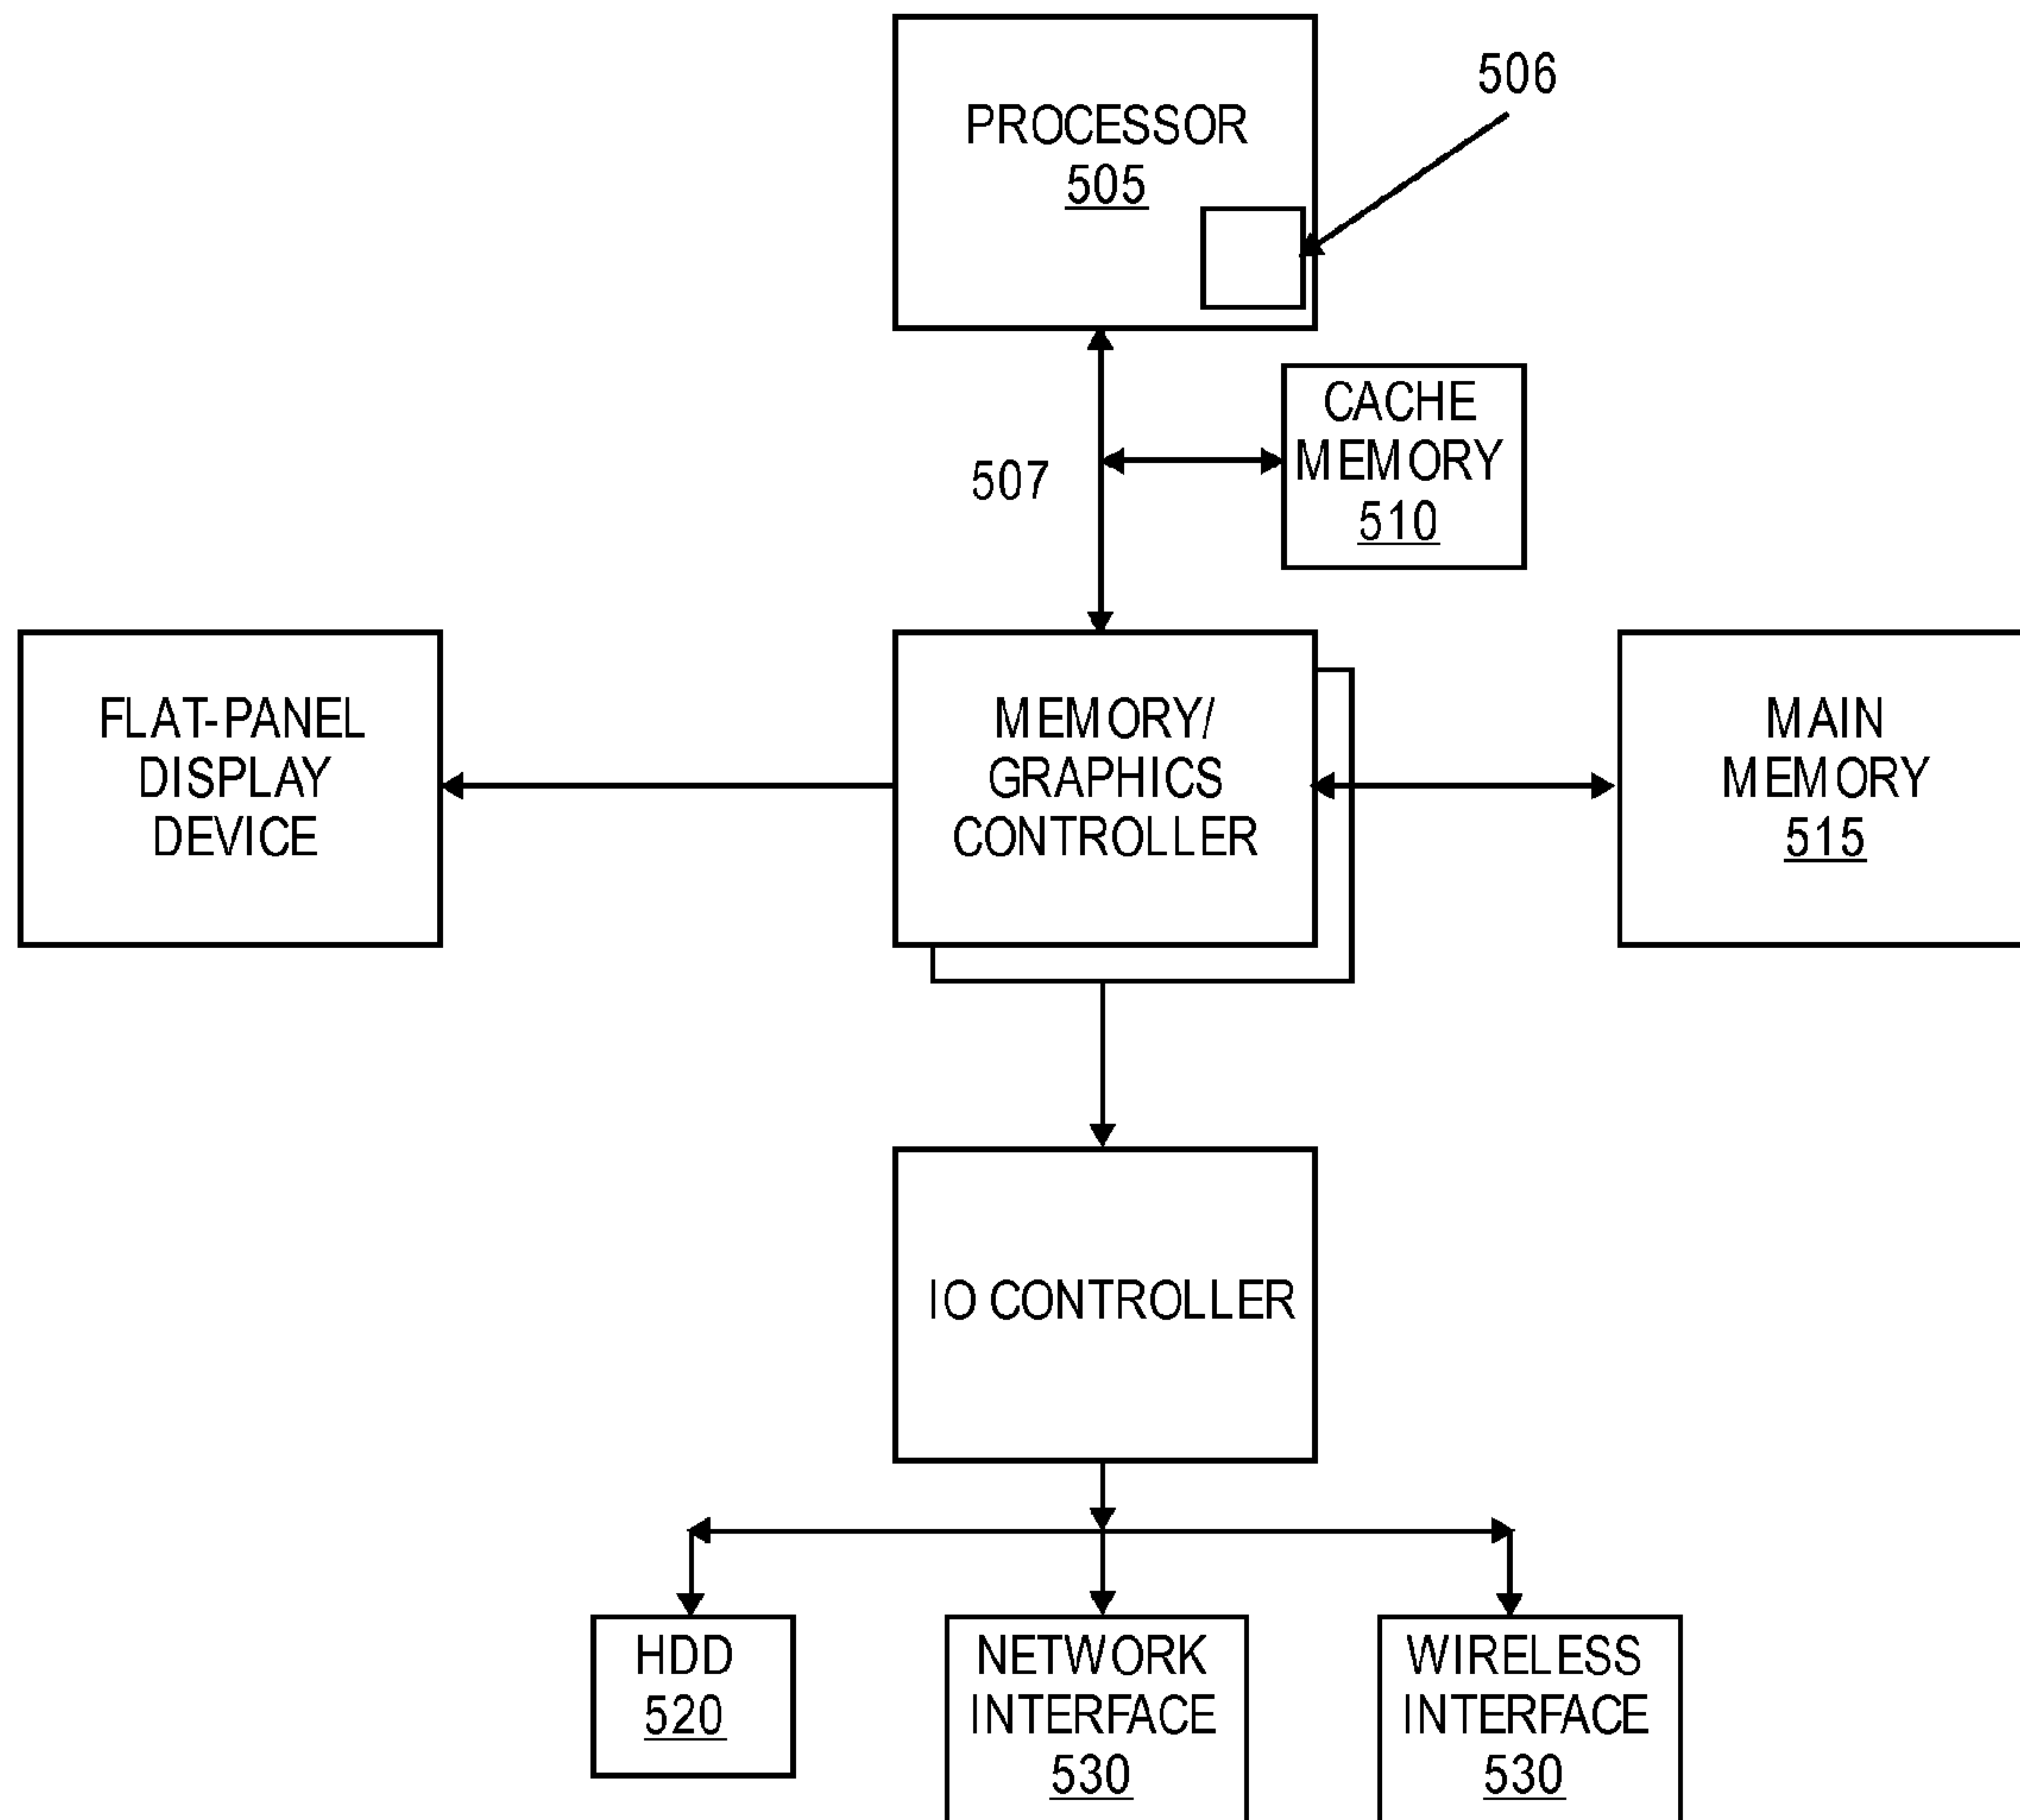 PROCESSOR
505
506
CACHE
MEMORY
510
507
FLAT-PANEL
DISPLAY
DEVICE
MEMORY/
GRAPHICS
CONTROLLER
MAIN
MEMORY
515
IO CONTROLLER
HDD
520
NETWORK
INTERFACE
530
WIRELESS
INTERFACE
530